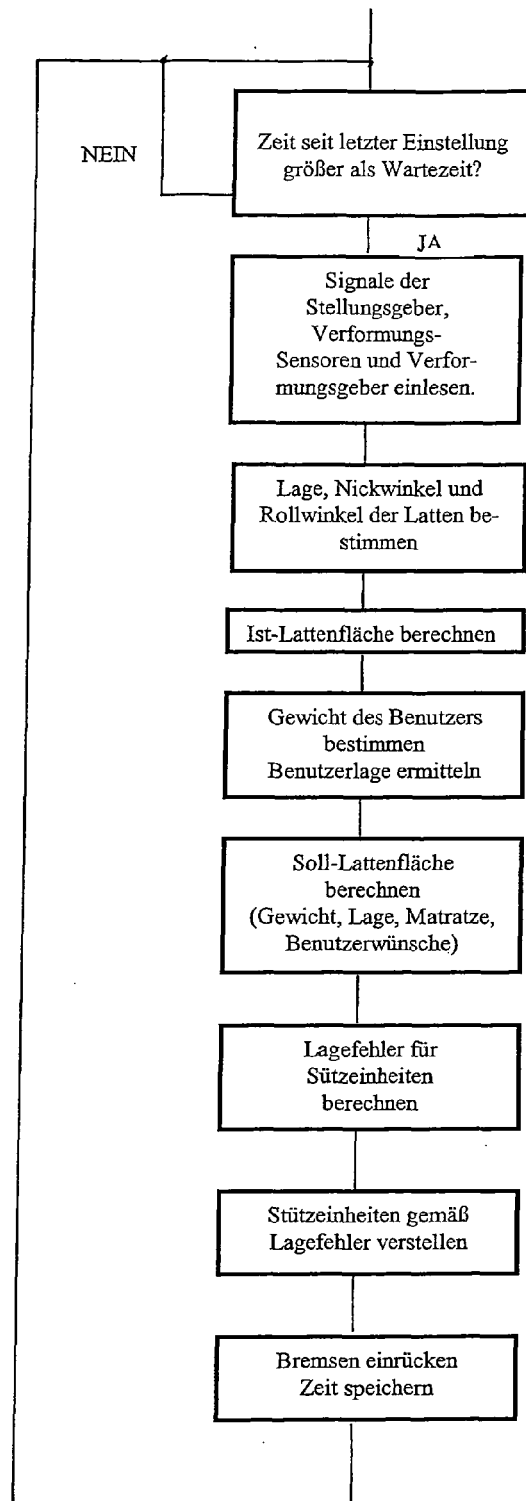 Zeit seit letzter Einstellung
größer als Wartezeit?
NEIN
JA
Signale der
Stellungsgeber,
Verformungs-
Sensoren und Verfor-
mungsgeber einlesen.
Lage, Nickwinkel und
Rollwinkel der Latten be-
stimmen
Ist-Lattenfläche berechnen
Gewicht des Benutzers
bestimmen
Benutzerlage ermitteln
Soll-Lattenfläche
berechnen
(Gewicht, Lage, Matratze,
Benutzerwünsche)
Lagefehler für
Sützeinheiten
berechnen
Stützeinheiten gemäß
Lagefehler verstellen
Bremsen einrücken
Zeit speichern